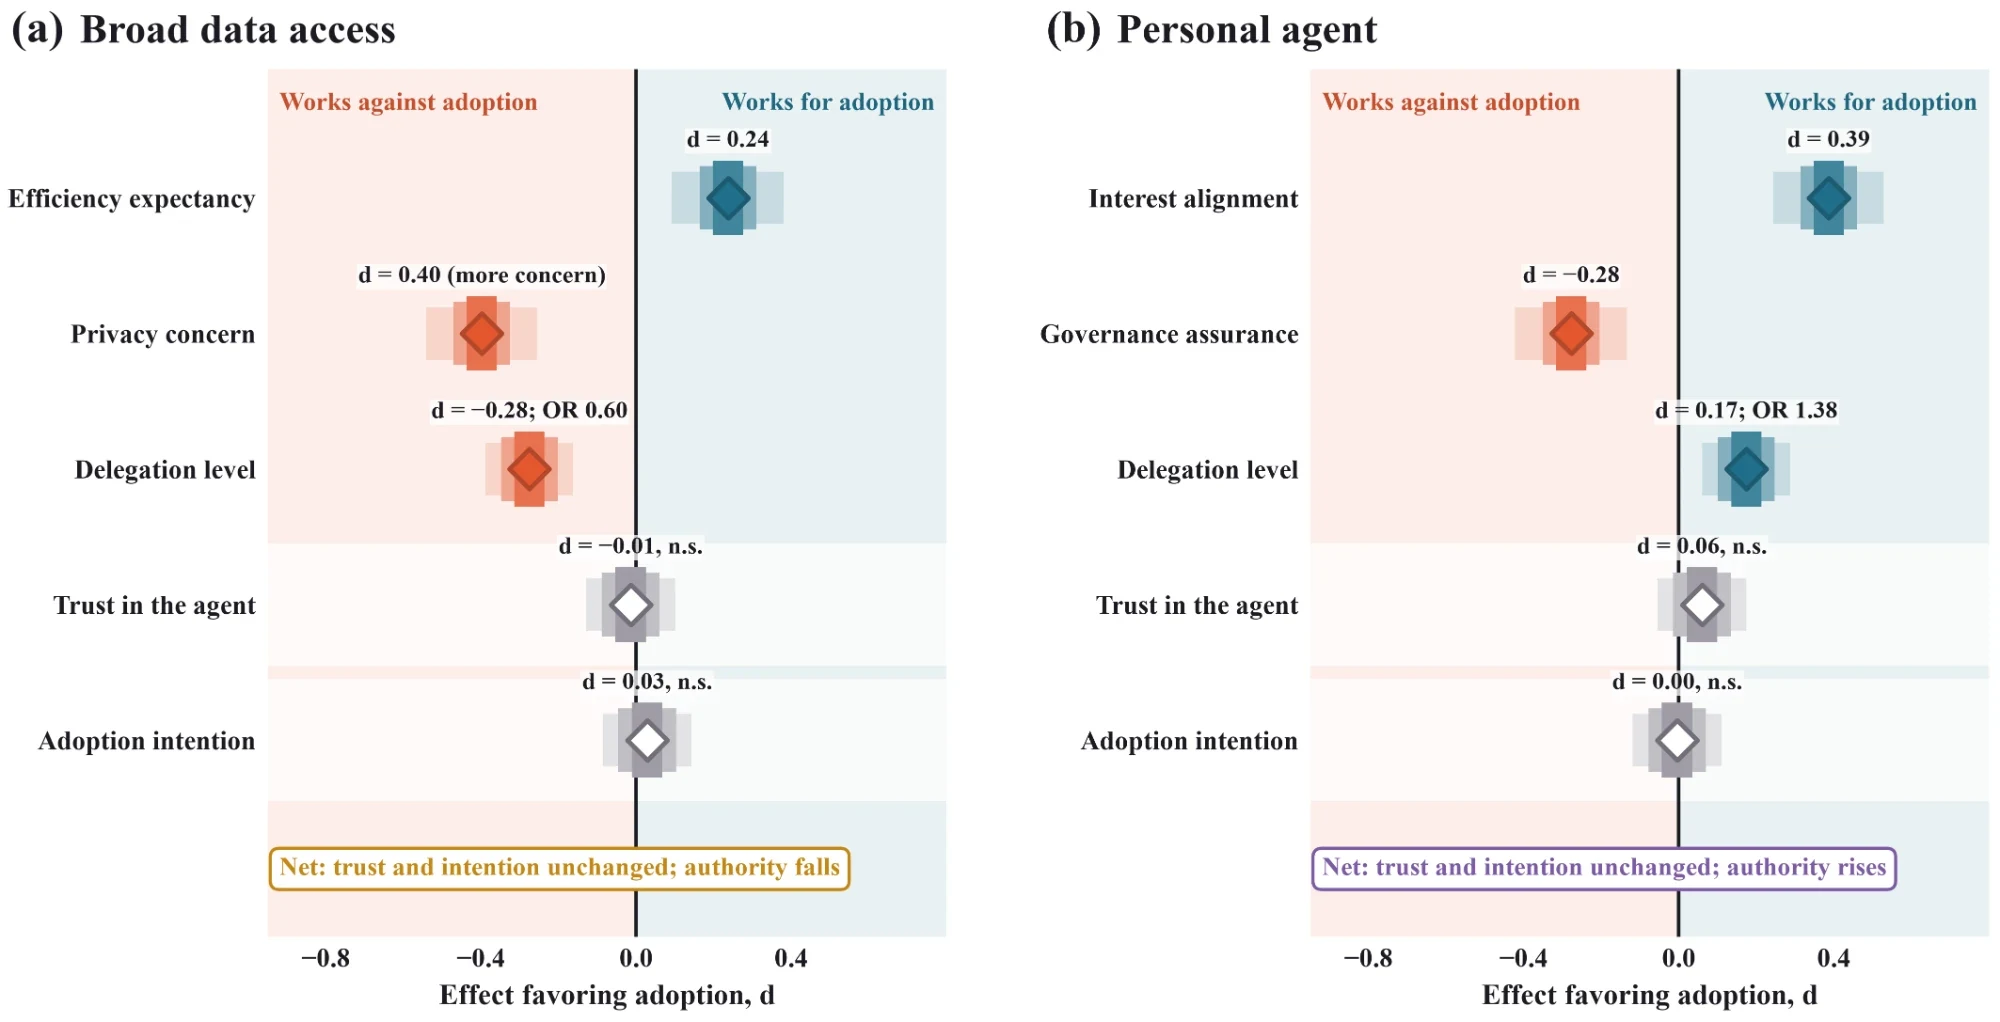 (a) Broad data access
Works against adoption
Works for adoption
d = 0.24
Efficiency expectancy
d = 0.40 (more concern)
Privacy concern
d = −0.28; OR 0.60
Delegation level
d = −0.01, n.s.
Trust in the agent
d = 0.03, n.s.
Adoption intention
Net: trust and intention unchanged; authority falls
−0.8 −0.4 0.0 0.4
Effect favoring adoption, d
(b) Personal agent
Works against adoption
Works for adoption
d = 0.39
Interest alignment
d = −0.28
Governance assurance
d = 0.17; OR 1.38
Delegation level
d = 0.06, n.s.
Trust in the agent
d = 0.00, n.s.
Adoption intention
Net: trust and intention unchanged; authority rises
−0.8 −0.4 0.0 0.4
Effect favoring adoption, d